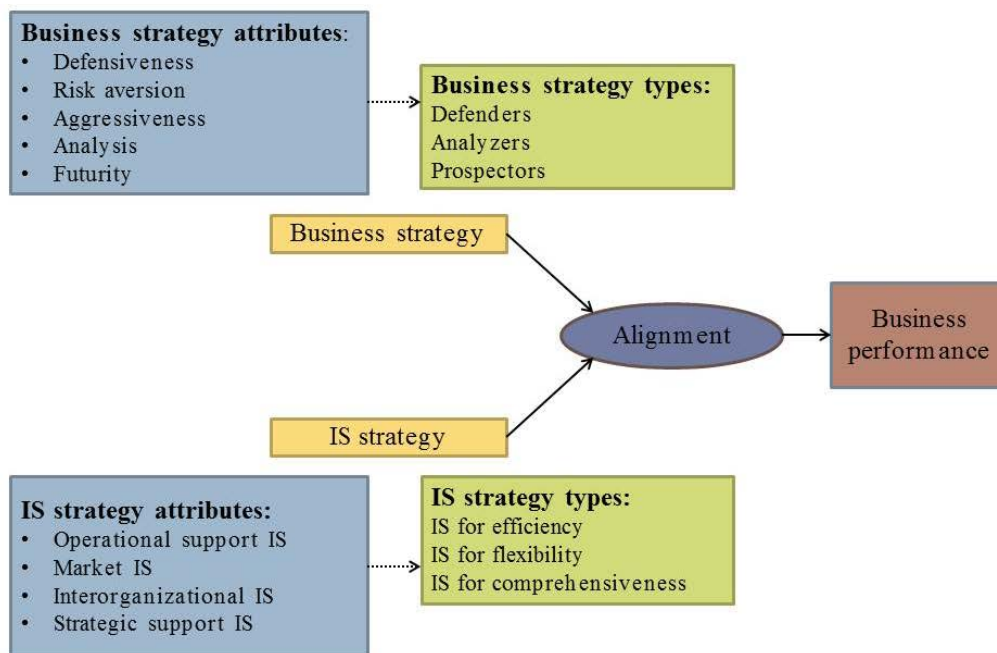 Business strategy attributes:
• Defensiveness
• Risk aversion
• Aggressiveness
• Analysis
• Futurity
Business strategy types:
Defenders
Analyzers
Prospectors
Business strategy
Alignment
Business
performance
IS strategy
IS strategy attributes:
• Operational support IS
• Market IS
• Interorganizational IS
• Strategic support IS
IS strategy types:
IS for efficiency
IS for flexibility
IS for comprehensiveness